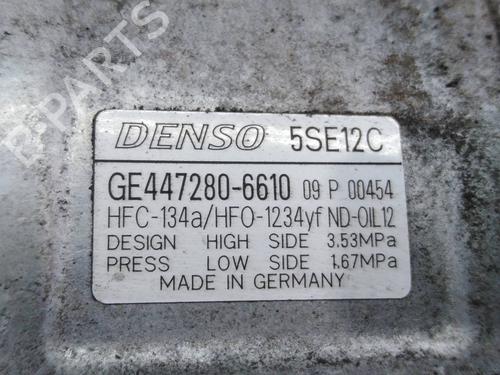 B-PARTS
DENSO 5SE12C
GE447280-6610 09 P 00454
HFC-134a/HFO-1234yf ND-OIL12
DESIGN HIGH SIDE 3.53MPa
PRESS LOW SIDE 1.67MPa
MADE IN GERMANY